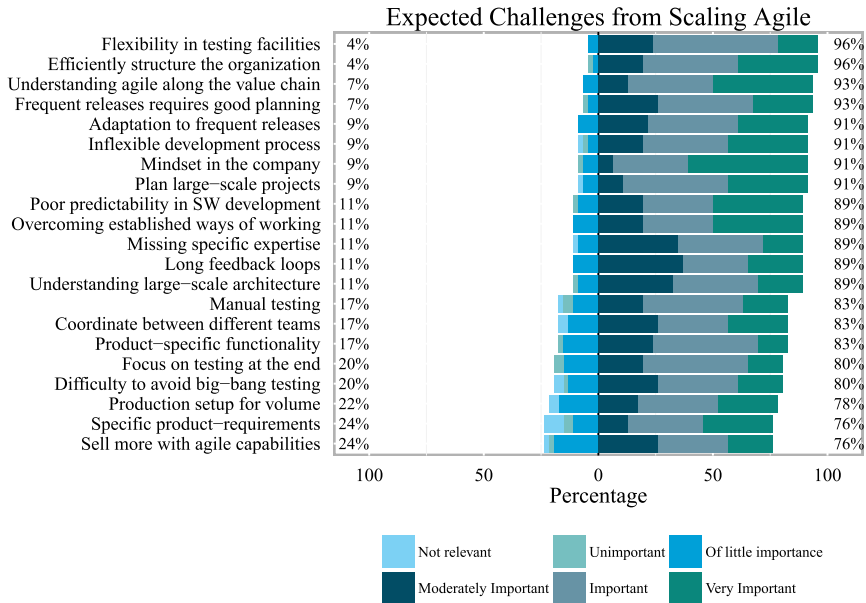 Expected Challenges from Scaling Agile
Flexibility in testing facilities 4% 96%
Efficiently structure the organization 4% 96%
Understanding agile along the value chain 7% 93%
Frequent releases requires good planning 7% 93%
Adaptation to frequent releases 9% 91%
Inflexible development process 9% 91%
Mindset in the company 9% 91%
Plan large−scale projects 9% 91%
Poor predictability in SW development 11% 89%
Overcoming established ways of working 11% 89%
Missing specific expertise 11% 89%
Long feedback loops 11% 89%
Understanding large−scale architecture 11% 89%
Manual testing 17% 83%
Coordinate between different teams 17% 83%
Product−specific functionality 17% 83%
Focus on testing at the end 20% 80%
Difficulty to avoid big−bang testing 20% 80%
Production setup for volume 22% 78%
Specific product−requirements 24% 76%
Sell more with agile capabilities 24% 76%
100 50 0 50 100
Percentage
Not relevant Unimportant Of little importance
Moderately Important Important Very Important